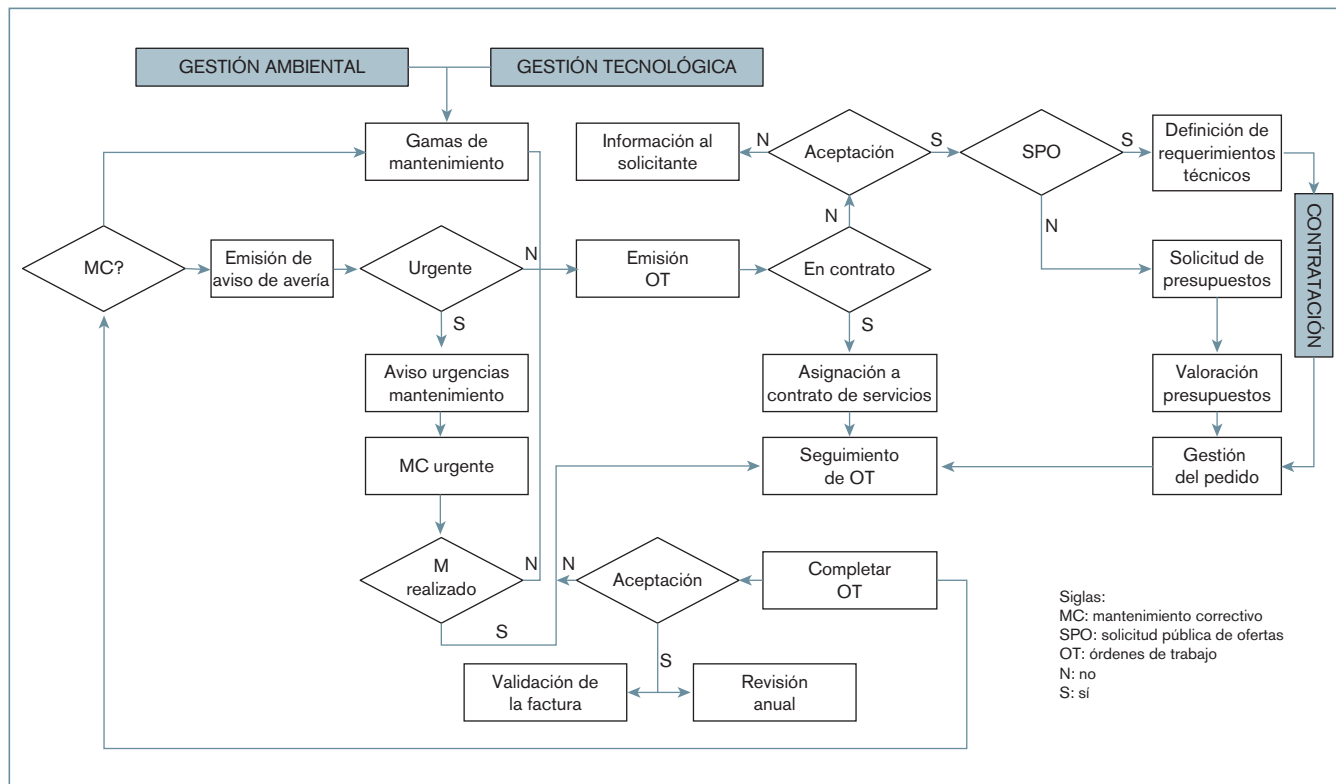 GESTIÓN AMBIENTAL
GESTIÓN TECNOLÓGICA
Gamas de
mantenimiento
Información al
solicitante
N
Aceptación
S
SPO
S
Definición de
requerimientos
técnicos
N
N
CONTRATACIÓN
MC?
Emisión de
aviso de avería
Urgente
N
Emisión
OT
En contrato
Solicitud de
presupuestos
S
S
Aviso urgencias
mantenimiento
Asignación a
contrato de servicios
Valoración
presupuestos
MC urgente
Seguimiento
de OT
Gestión
del pedido
M
realizado
N
N
Aceptación
Completar
OT
S
S
Validación de
la factura
Revisión
anual
Siglas:
MC: mantenimiento correctivo
SPO: solicitud pública de ofertas
OT: órdenes de trabajo
N: no
S: sí